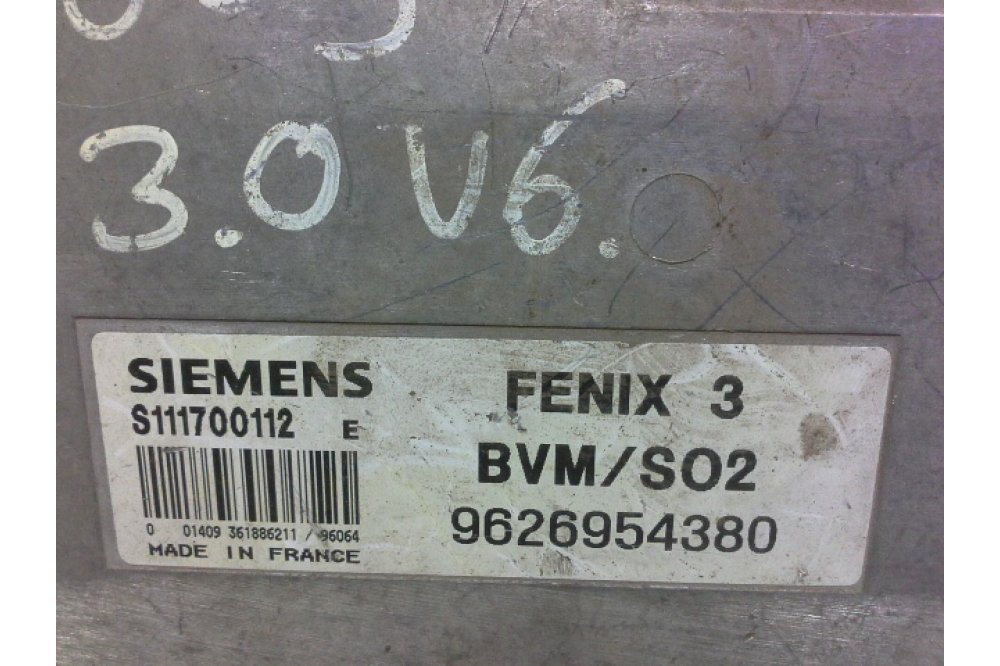 3.0 V6.
SIEMENS
S111700112 E
0 01409 361886211 / 96064
MADE IN FRANCE
FENIX 3
BVM/SO2
9626954380